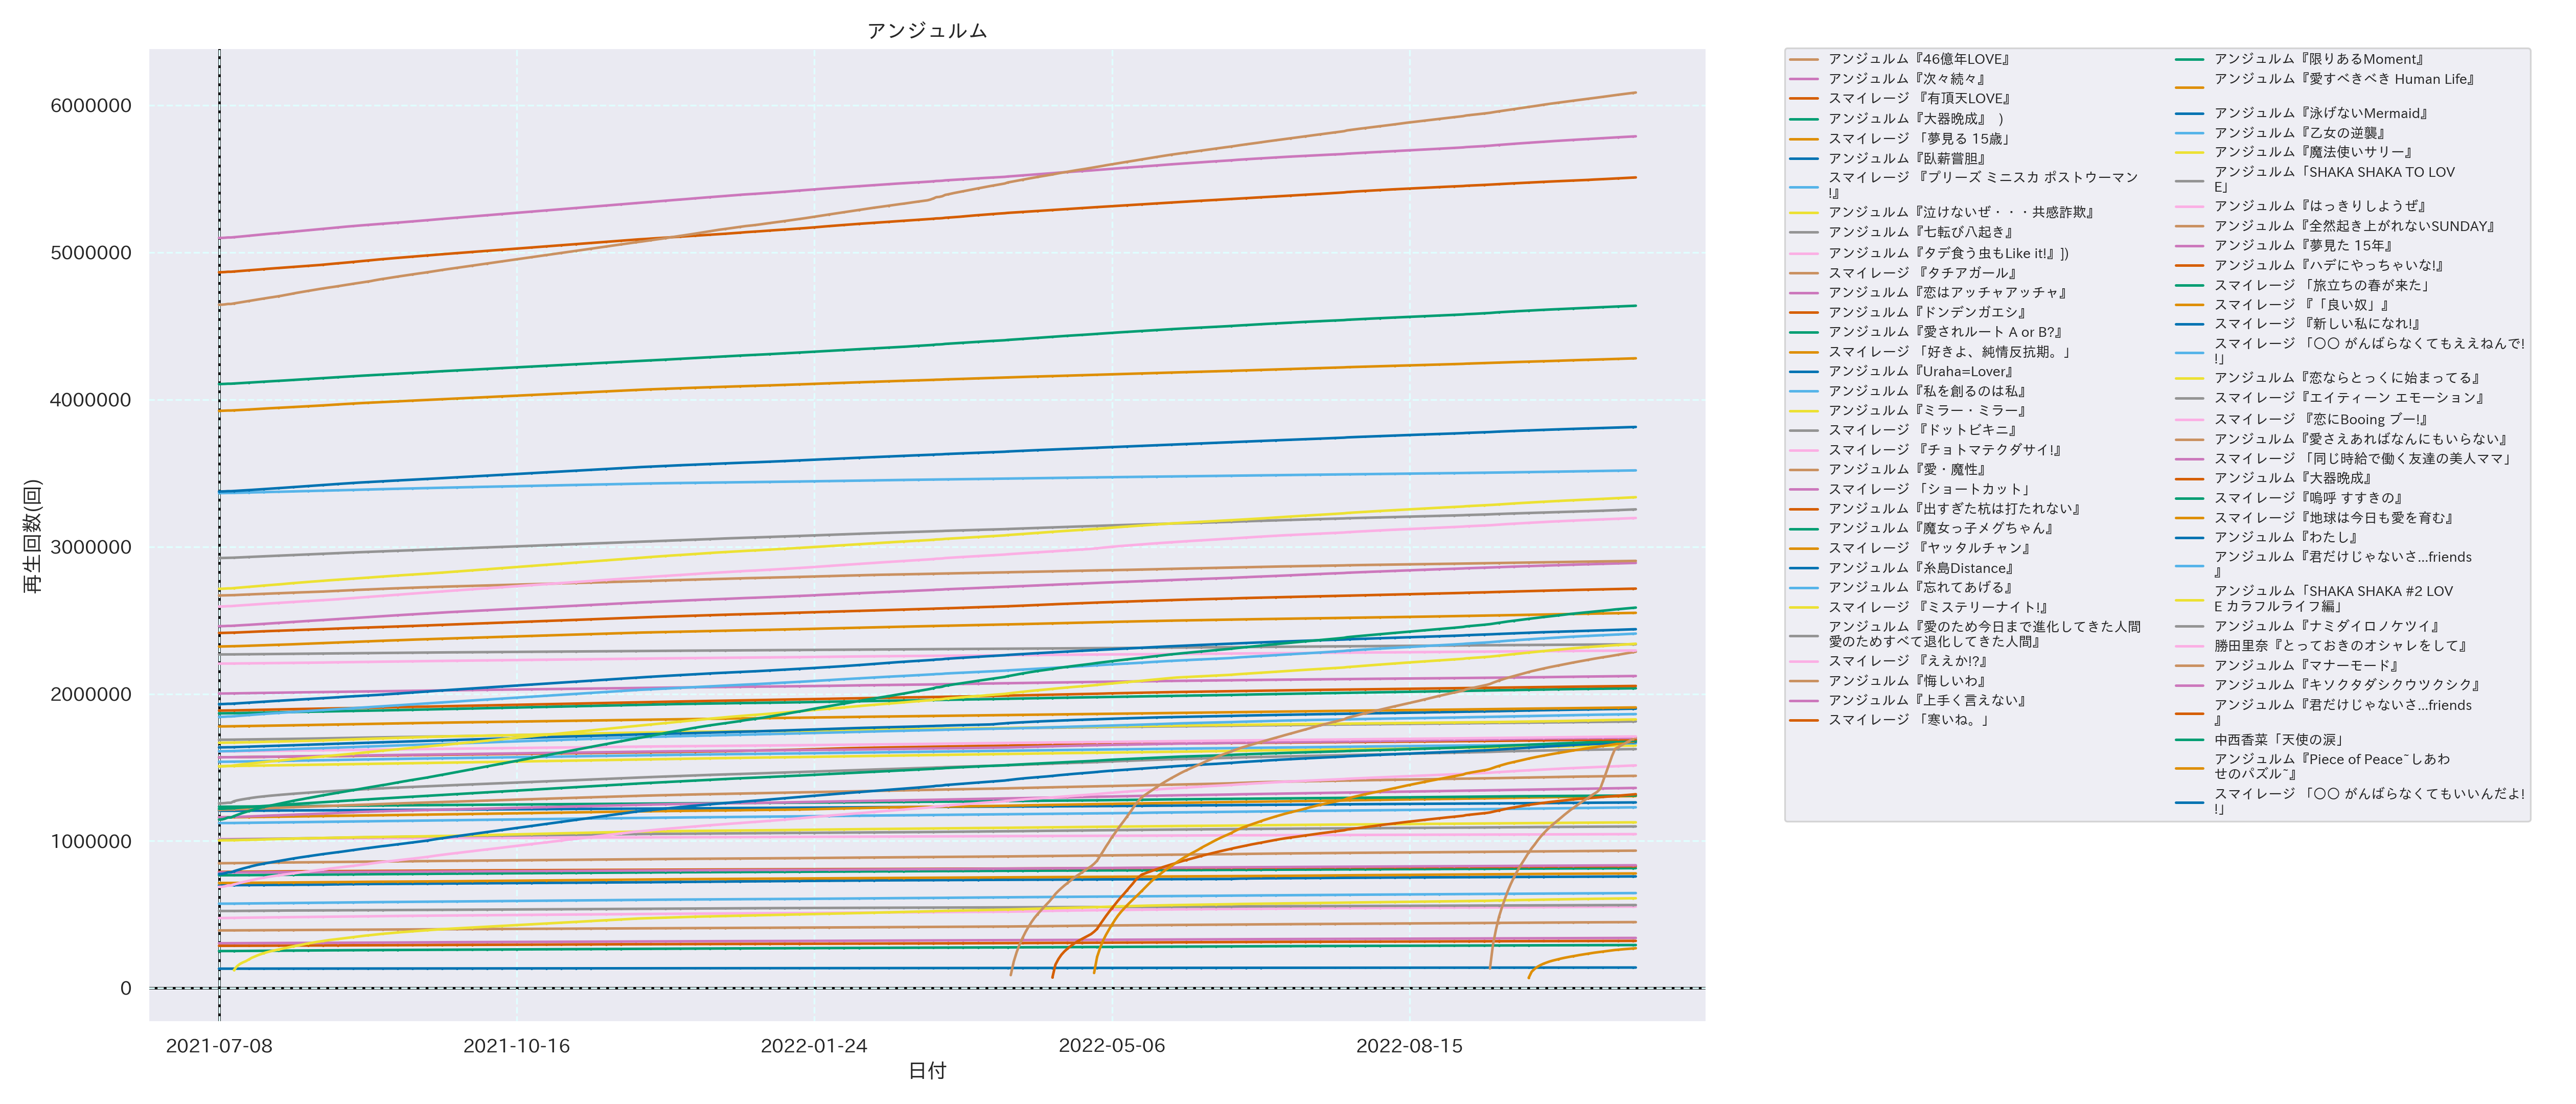 アンジュルム
再生回数(回)
6000000
5000000
4000000
3000000
2000000
1000000
0
2021-07-08
2021-10-16
2022-01-24
2022-05-06
2022-08-15
日付
アンジュルム『46億年LOVE』
アンジュルム『次々続々』
スマイレージ 『有頂天LOVE』
アンジュルム『大器晩成』 )
スマイレージ 「夢見る 15歳」
アンジュルム『臥薪嘗胆』
スマイレージ 『プリーズ ミニスカ ポストウーマン
!』
アンジュルム『泣けないぜ・・・共感詐欺』
アンジュルム『七転び八起き』
アンジュルム『タデ食う虫もLike it!』])
スマイレージ 『タチアガール』
アンジュルム『恋はアッチャアッチャ』
アンジュルム『ドンデンガエシ』
アンジュルム『愛されルート A or B?』
スマイレージ 「好きよ、純情反抗期。」
アンジュルム『Uraha=Lover』
アンジュルム『私を創るのは私』
アンジュルム『ミラー・ミラー』
スマイレージ 『ドットビキニ』
スマイレージ 『チョトマテクダサイ!』
アンジュルム『愛・魔性』
スマイレージ 「ショートカット」
アンジュルム『出すぎた杭は打たれない』
アンジュルム『魔女っ子メグちゃん』
スマイレージ 『ヤッタルチャン』
アンジュルム『糸島Distance』
アンジュルム『忘れてあげる』
スマイレージ 『ミステリーナイト!』
アンジュルム『愛のため今日まで進化してきた人間
愛のためすべて退化してきた人間』
スマイレージ 『ええか!?』
アンジュルム『悔しいわ』
アンジュルム『上手く言えない』
スマイレージ 「寒いね。」
アンジュルム『限りあるMoment』
アンジュルム『愛すべきべき Human Life』
アンジュルム『泳げないMermaid』
アンジュルム『乙女の逆襲』
アンジュルム『魔法使いサリー』
アンジュルム「SHAKA SHAKA TO LOV
E」
アンジュルム『はっきりしようぜ』
アンジュルム『全然起き上がれないSUNDAY』
アンジュルム『夢見た 15年』
アンジュルム『ハデにやっちゃいな!』
スマイレージ 「旅立ちの春が来た」
スマイレージ 『「良い奴」』
スマイレージ 『新しい私になれ!』
スマイレージ 「〇〇 がんばらなくてもええねんで!
!」
アンジュルム『恋ならとっくに始まってる』
スマイレージ 『エイティーン エモーション』
スマイレージ 『恋にBooing ブー!』
アンジュルム『愛さえあればなんにもいらない』
スマイレージ 「同じ時給で働く友達の美人ママ」
アンジュルム『大器晩成』
スマイレージ『嗚呼 すすきの』
スマイレージ『地球は今日も愛を育む』
アンジュルム『わたし』
アンジュルム『君だけじゃないさ...friends
』
アンジュルム「SHAKA SHAKA #2 LOV
E カラフルライフ編」
アンジュルム『ナミダイロノケツイ』
勝田里奈『とっておきのオシャレをして』
アンジュルム『マナーモード』
アンジュルム『キソクタダシクウツクシク』
アンジュルム『君だけじゃないさ...friends
』
中西香菜「天使の涙」
アンジュルム『Piece of Peace~しあわ
せのパズル~』
スマイレージ 「〇〇 がんばらなくてもいいんだよ!
!」